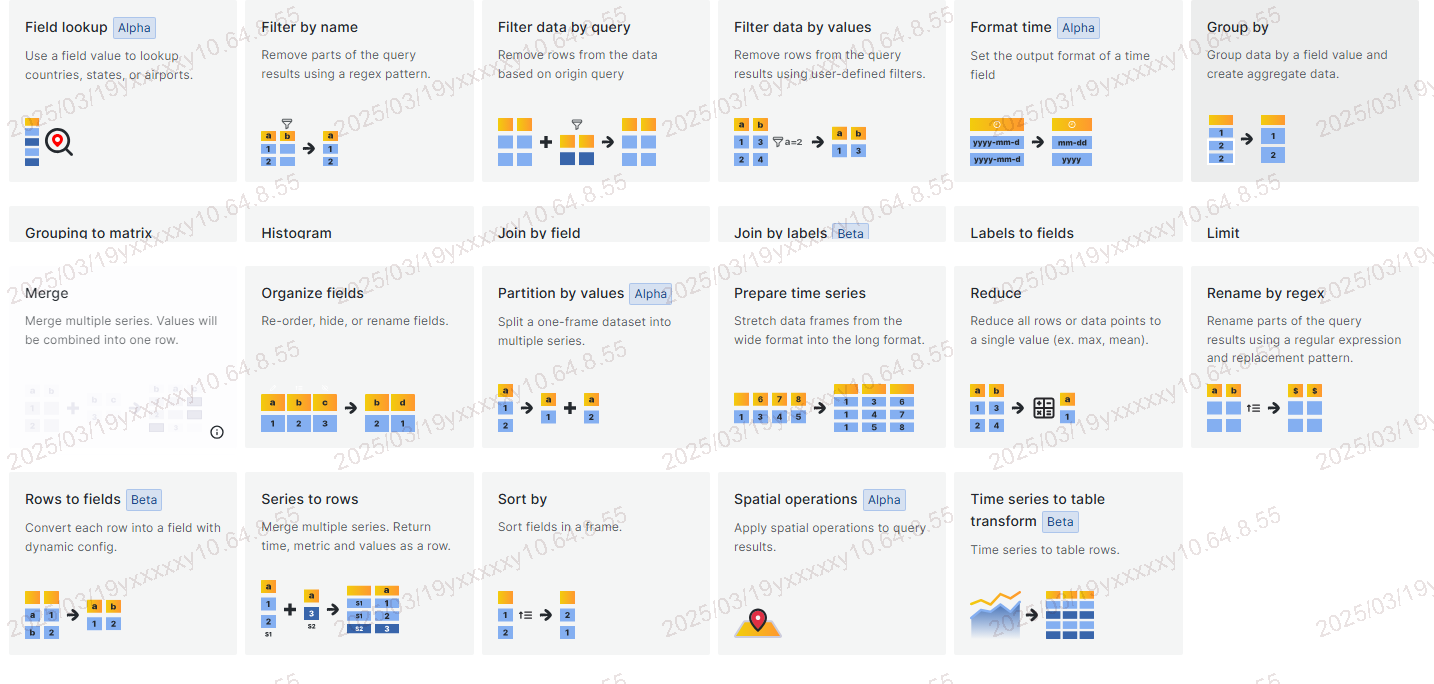 Field lookup Alpha
Use a field value to lookup
countries, states, or airports.
Filter by name
Remove parts of the query
results using a regex pattern.
a b
1
2
a
1
2
Filter data by query
Remove rows from the data
based on origin query
Filter data by values
Remove rows from the query
results using user-defined filters.
a b
1 3
2 4
a=2
a b
1 3
Format time Alpha
Set the output format of a time
field
yyyy-mm-d
yyyy-mm-d
mm-dd
yyyy
Group by
Group data by a field value and
create aggregate data.
1
2
2
1
2
Grouping to matrix
Histogram
Join by field
Join by labels Beta
Labels to fields
Limit
Merge
Merge multiple series. Values will
be combined into one row.
Organize fields
Re-order, hide, or rename fields.
a b c
1 2 3
b d
2 1
Partition by values Alpha
Split a one-frame dataset into
multiple series.
a
1
2
a
1
a
2
Prepare time series
Stretch data frames from the
wide format into the long format.
6 7 8
1 3 4 5
1 3 6
1 4 7
1 5 8
Reduce
Reduce all rows or data points to
a single value (ex. max, mean).
a b
1 3
2 4
a
1
Rename by regex
Rename parts of the query
results using a regular expression
and replacement pattern.
a b
$ $
Rows to fields Beta
Convert each row into a field with
dynamic config.
a 1
b 2
a b
1 2
Series to rows
Merge multiple series. Return
time, metric and values as a row.
a
1
2
S1
a
3
S2
a
S1 1
S1 2
S2 3
Sort by
Sort fields in a frame.
1
2
2
1
Spatial operations Alpha
Apply spatial operations to query
results.
Time series to table
transform Beta
Time series to table rows.
2025/03/19yxxxxxy10.64.8.55